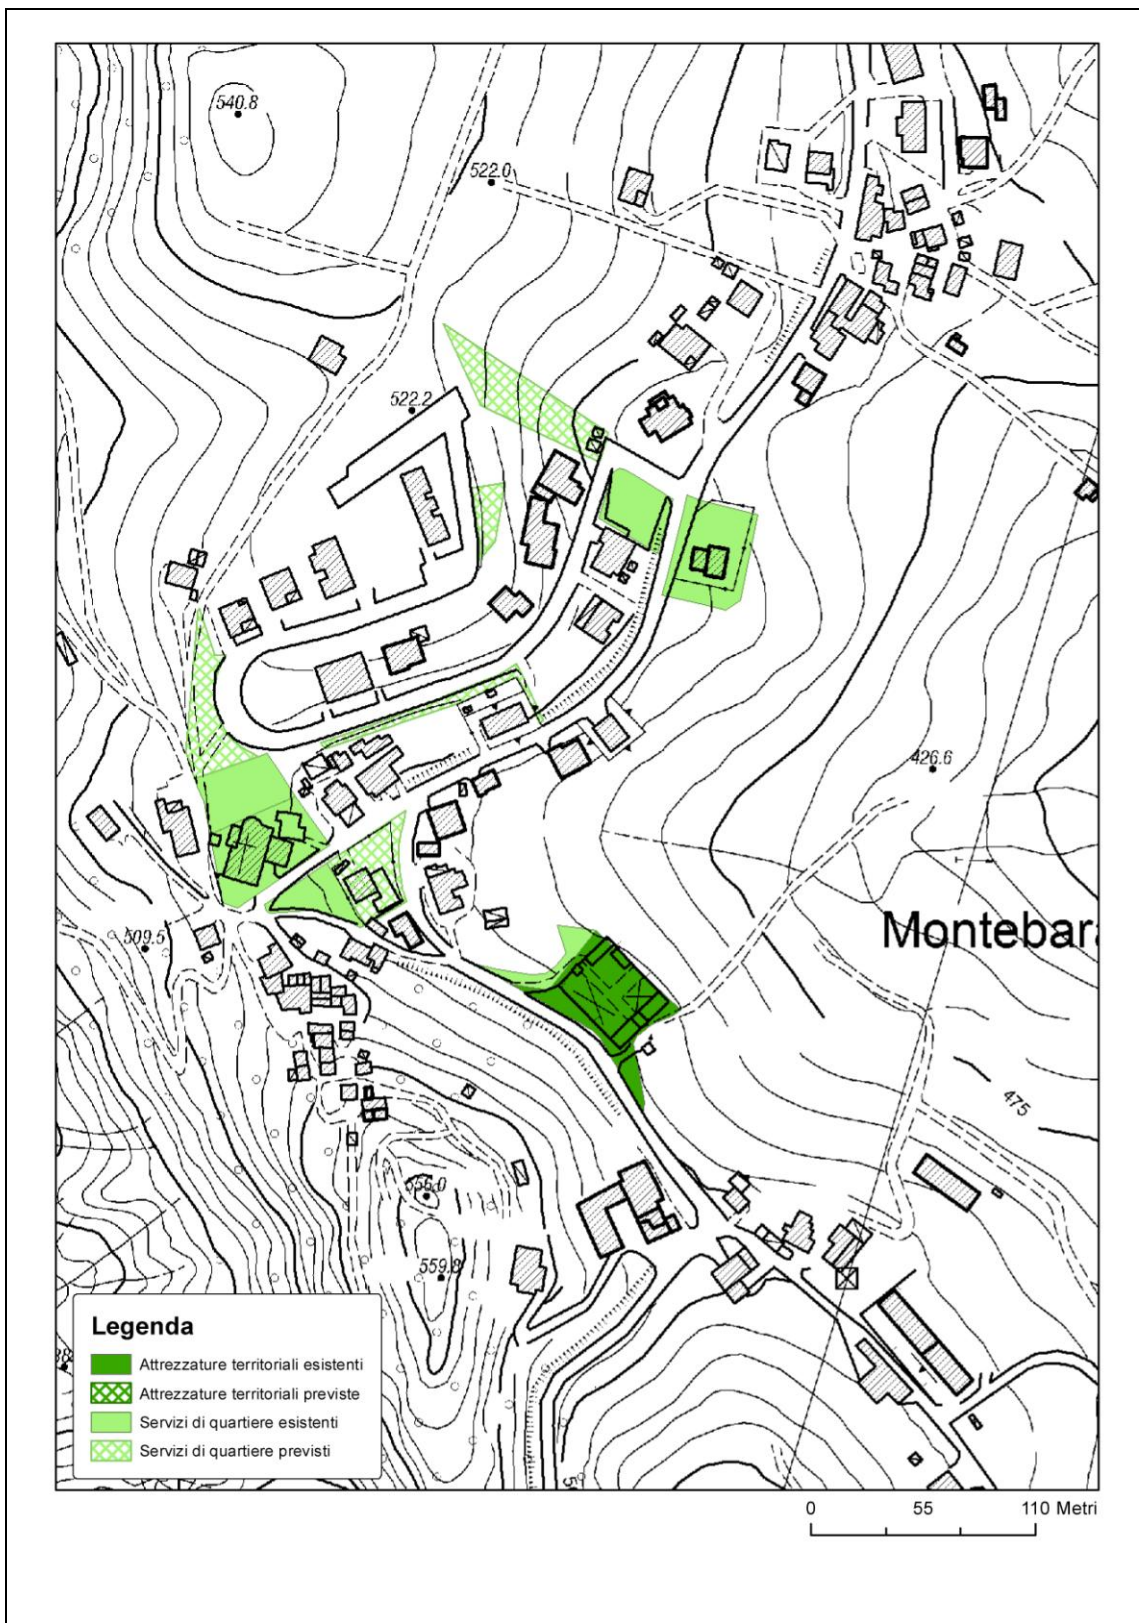 540.8
522.0
522.2
426.6
509.5
Montebar
475
556.0
559.8
Legenda
Attrezzature territoriali esistenti
Attrezzature territoriali previste
Servizi di quartiere esistenti
Servizi di quartiere previsti
0 55 110 Metri